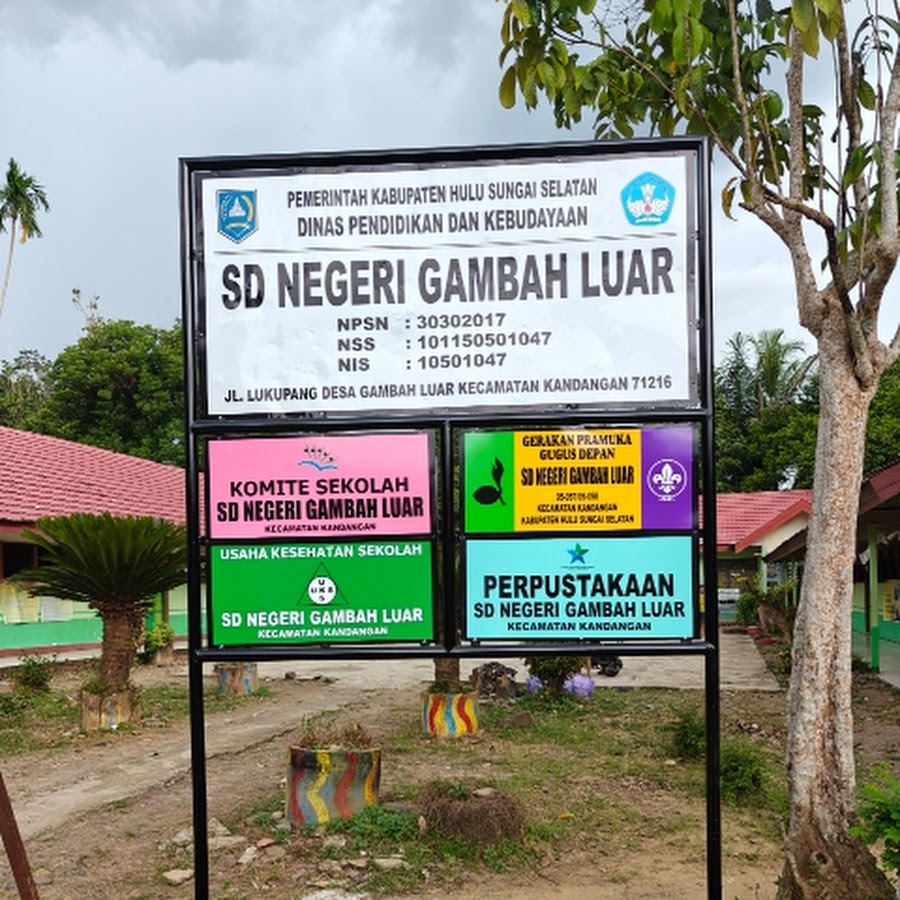 PEMERINTAH KABUPATEN HULU SUNGAI SELATAN
DINAS PENDIDIKAN DAN KEBUDAYAAN
SD NEGERI GAMBAH LUAR
NPSN : 30302017
NSS : 101150501047
NIS : 10501047
JL. LUKUPANG DESA GAMBAH LUAR KECAMATAN KANDANGAN 71216
KOMITE SEKOLAH
SD NEGERI GAMBAH LUAR
KECAMATAN KANDANGAN
GERAKAN PRAMUKA
GUGUS DEPAN
SD NEGERI GAMBAH LUAR
KECAMATAN KANDANGAN
KABUPATEN HULU SUNGAI SELATAN
USAHA KESEHATAN SEKOLAH
U
UKS
S
SD NEGERI GAMBAH LUAR
KECAMATAN KANDANGAN
PERPUSTAKAAN
SD NEGERI GAMBAH LUAR
KECAMATAN KANDANGAN